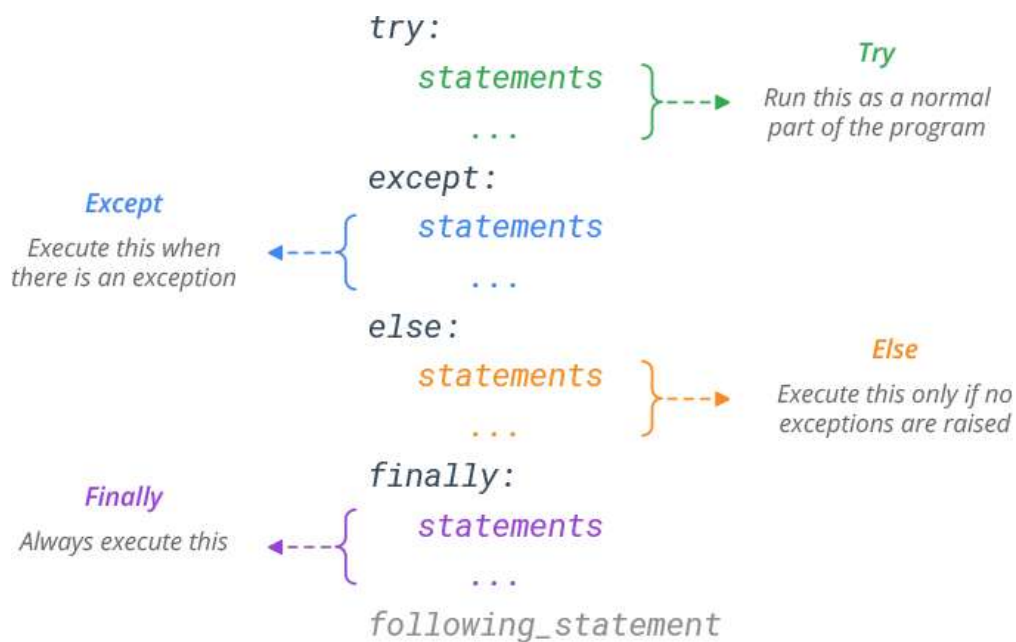 try:
statements
...
Try
Run this as a normal
part of the program
except:
statements
...
Except
Execute this when
there is an exception
else:
statements
...
Else
Execute this only if no
exceptions are raised
finally:
statements
...
Finally
Always execute this
following_statement